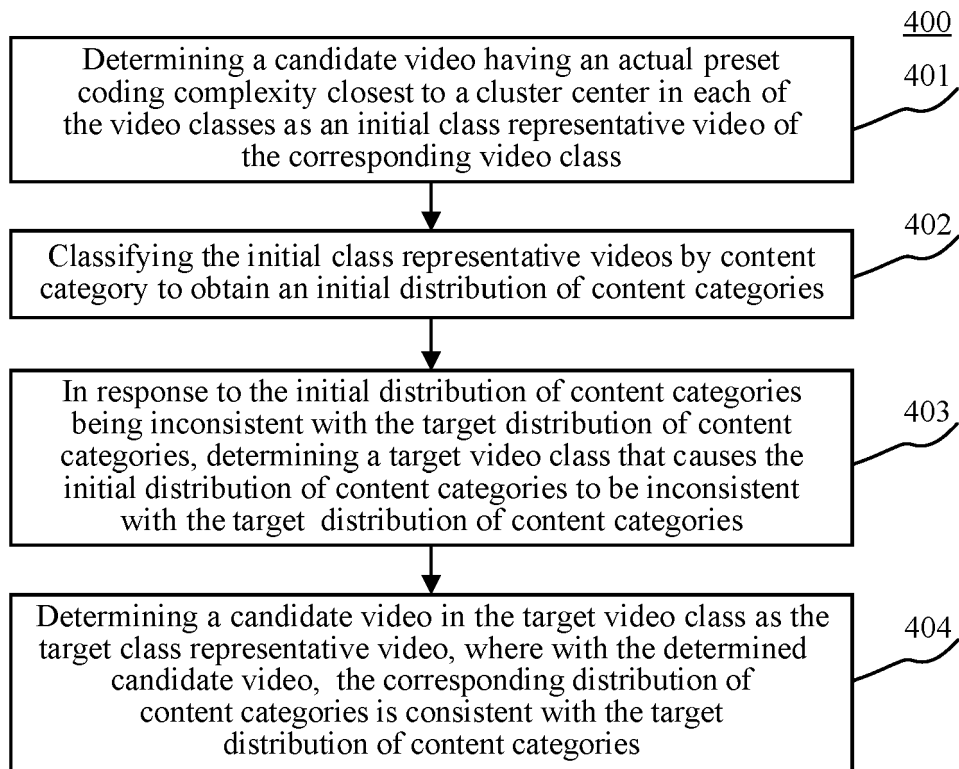 400
Determining a candidate video having an actual preset
coding complexity closest to a cluster center in each of
the video classes as an initial class representative video of
the corresponding video class
401
Classifying the initial class representative videos by content
category to obtain an initial distribution of content categories
402
In response to the initial distribution of content categories
being inconsistent with the target distribution of content
categories, determining a target video class that causes the
initial distribution of content categories to be inconsistent
with the target distribution of content categories
403
Determining a candidate video in the target video class as the
target class representative video, where with the determined
candidate video, the corresponding distribution of
content categories is consistent with the target
distribution of content categories
404